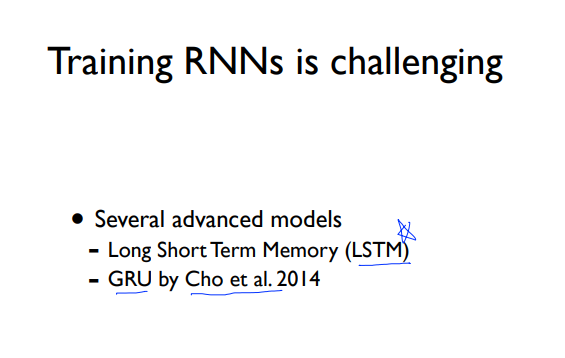 Training RNNs is challenging
• Several advanced models
- Long Short Term Memory (LSTM)
- GRU by Cho et al. 2014